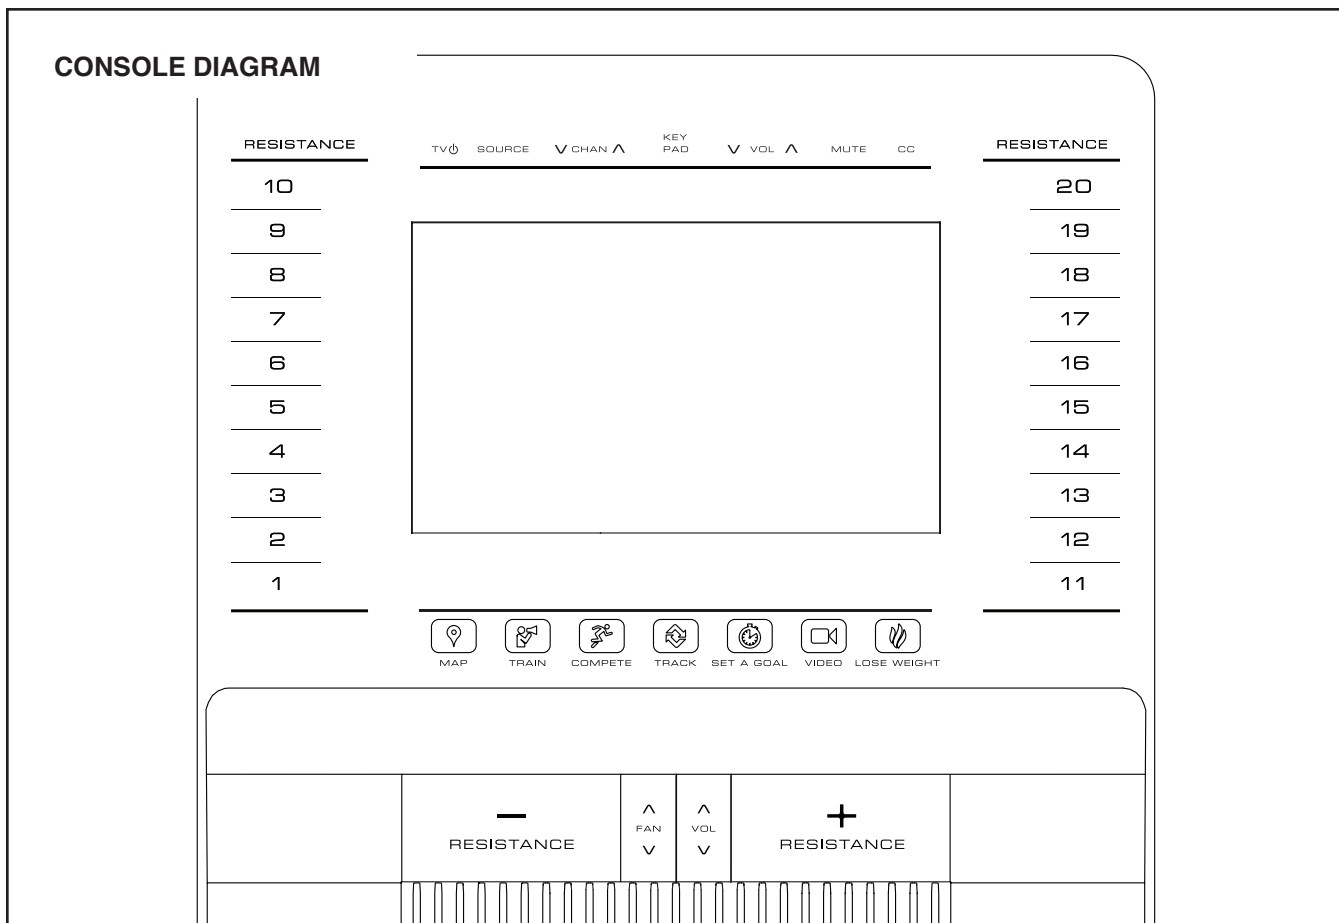 CONSOLE DIAGRAM
RESISTANCE
10
9
8
7
6
5
4
3
2
1
TV SOURCE CHAN KEY PAD VOL MUTE CC
RESISTANCE
20
19
18
17
16
15
14
13
12
11
MAP TRAIN COMPETE TRACK SET A GOAL VIDEO LOSE WEIGHT
−
RESISTANCE
FAN
VOL
+
RESISTANCE